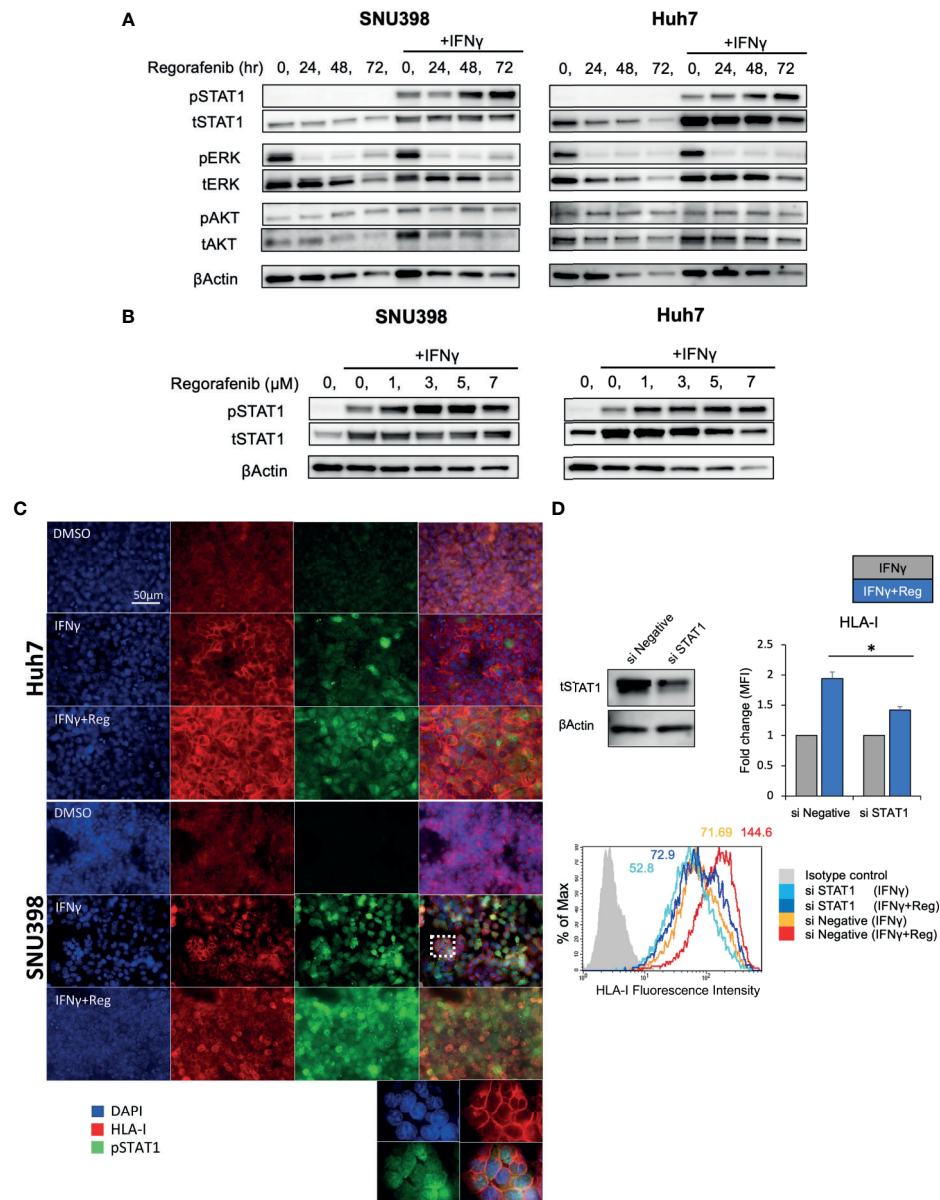 A
SNU398
Huh7
+IFNγ
+IFNγ
Regorafenib (hr)
0, 24, 48, 72, 0, 24, 48, 72
0, 24, 48, 72, 0, 24, 48, 72
pSTAT1
tSTAT1
pERK
tERK
pAKT
tAKT
βActin
B
SNU398
Huh7
+IFNγ
+IFNγ
Regorafenib (µM)
0, 0, 1, 3, 5, 7
0, 0, 1, 3, 5, 7
pSTAT1
tSTAT1
βActin
C
Huh7
DMSO
50µm
IFNγ
IFNγ+Reg
SNU398
DMSO
IFNγ
IFNγ+Reg
DAPI
HLA-I
pSTAT1
D
si Negative
si STAT1
tSTAT1
βActin
IFNγ
IFNγ+Reg
HLA-I
*
Fold change (MFI)
2.5
2
1.5
1
0.5
0
si Negative
si STAT1
71.69
144.6
72.9
52.8
% of Max
10⁰ 10¹ 10² 10³
HLA-I Fluorescence Intensity
Isotype control
si STAT1 (IFNγ)
si STAT1 (IFNγ+Reg)
si Negative (IFNγ)
si Negative (IFNγ+Reg)